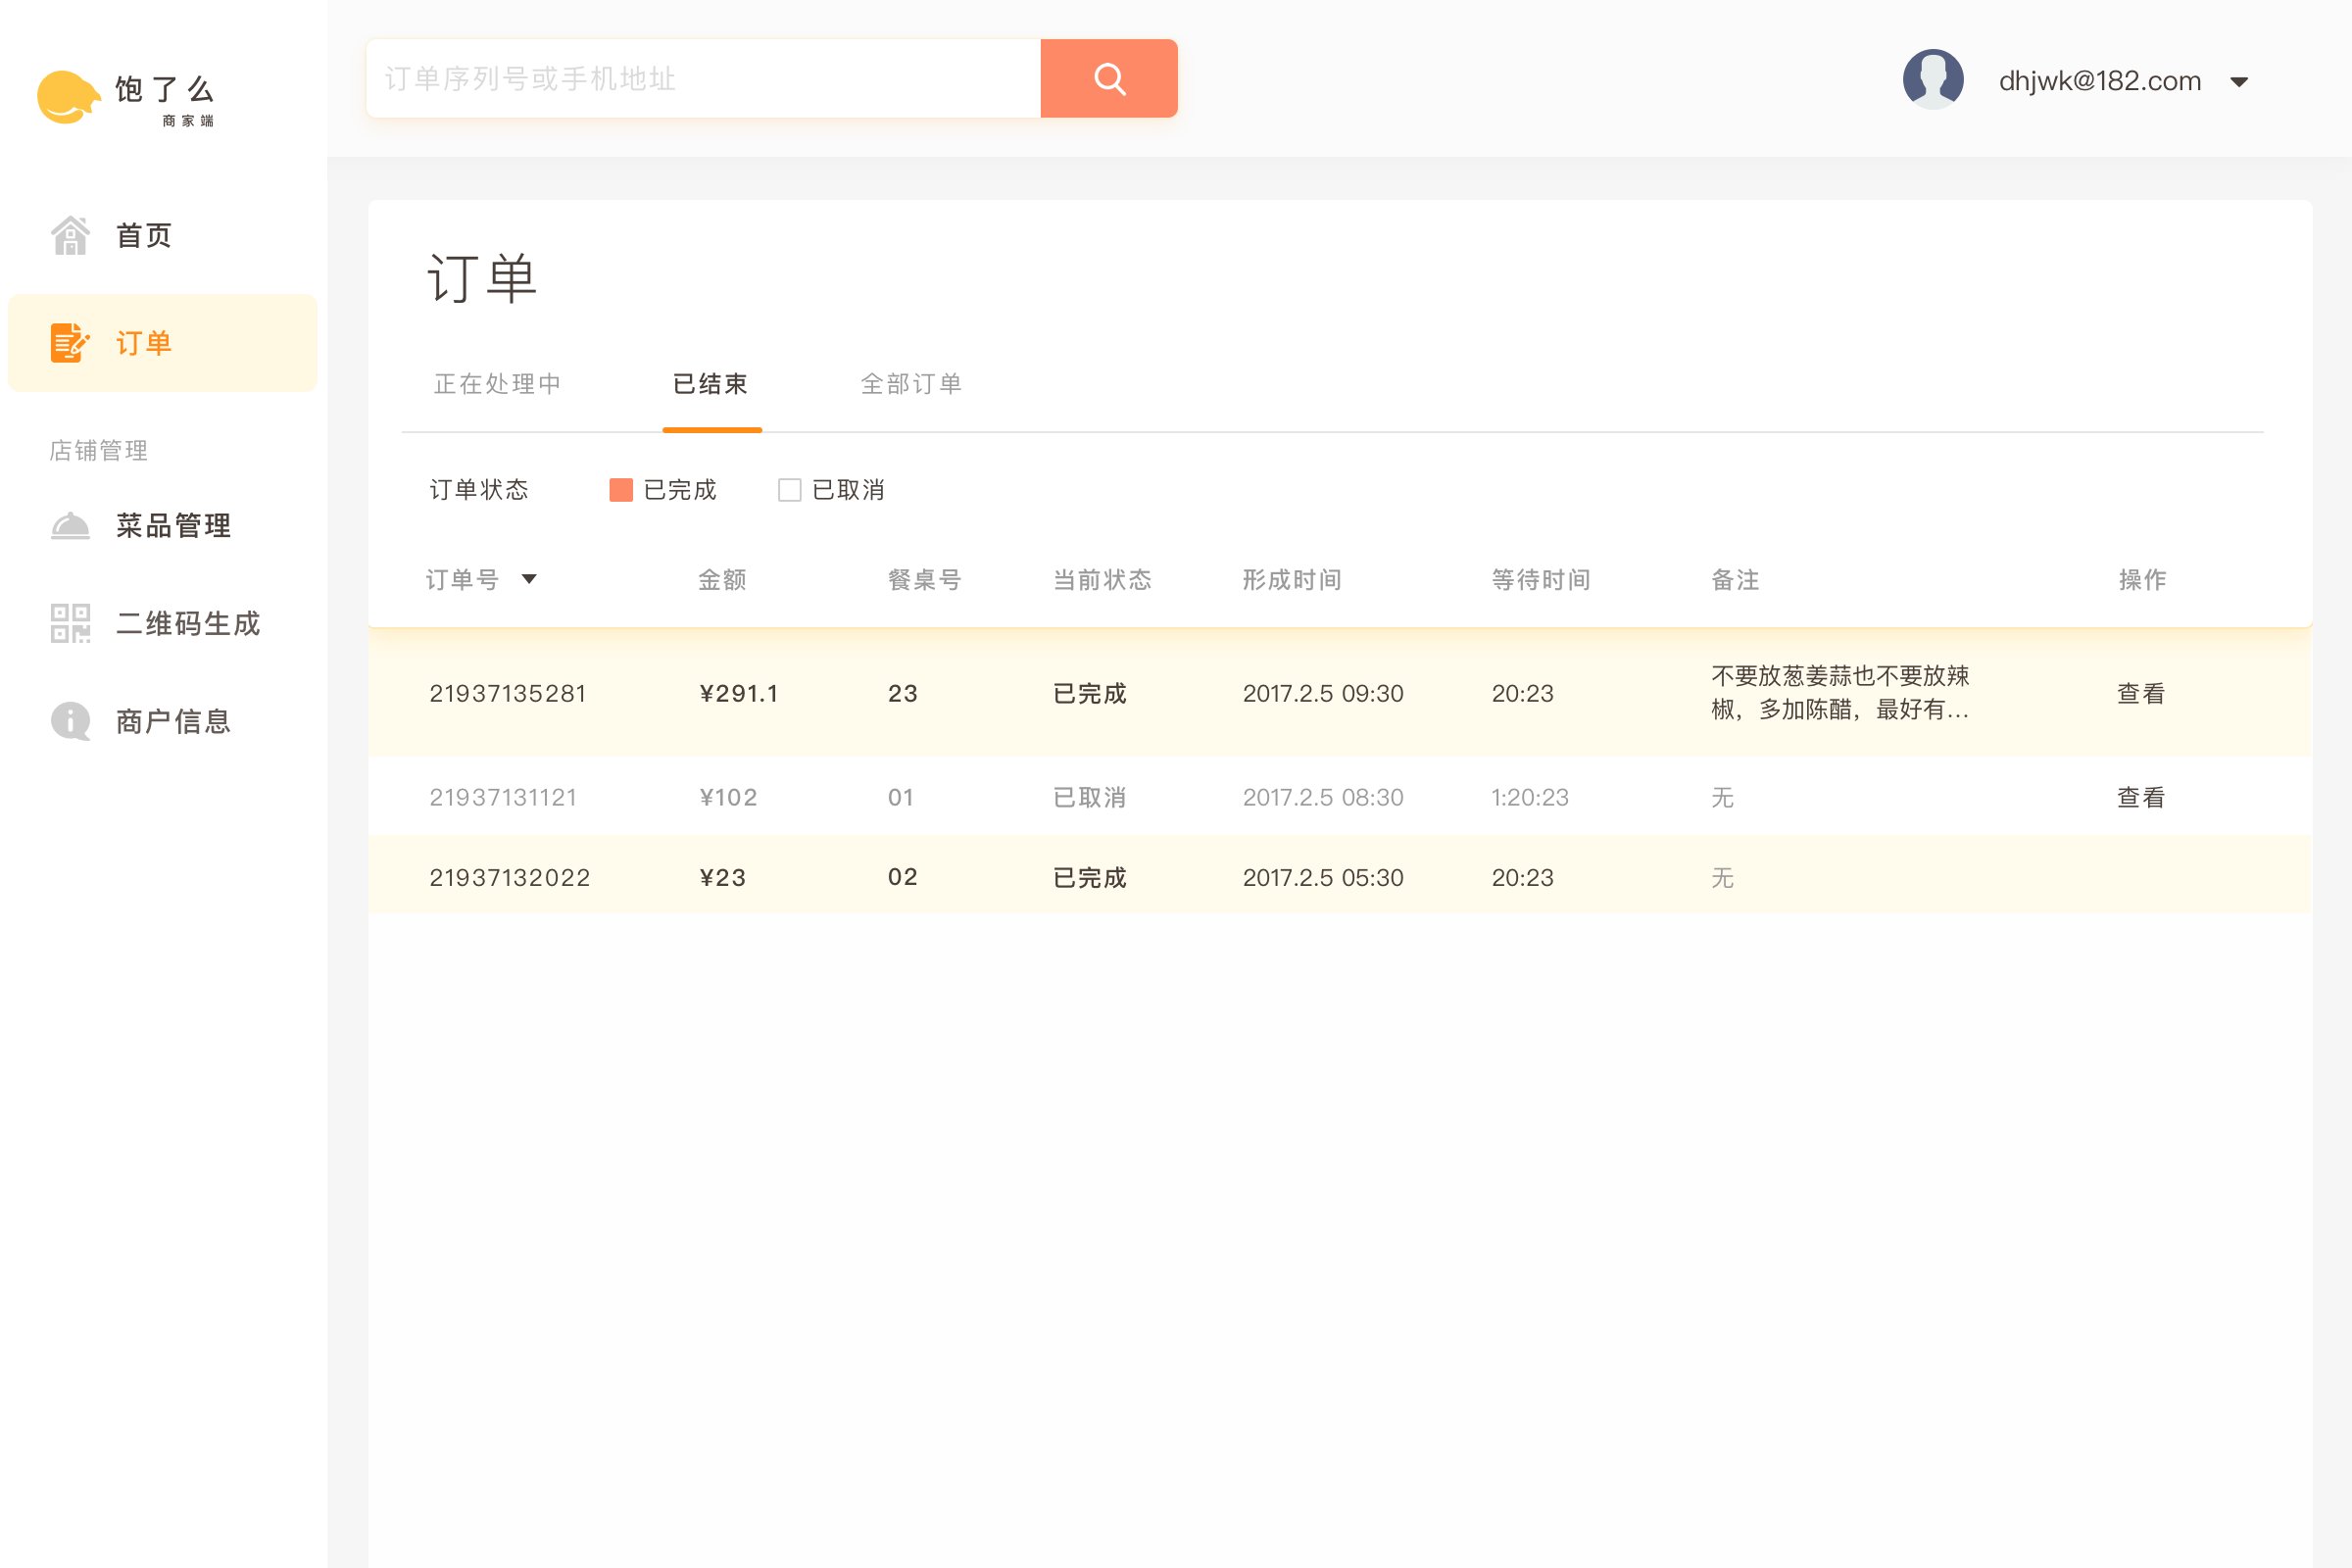 饱了么
商家端
订单序列号或手机地址
dhjwk@182.com
首页
订单
店铺管理
菜品管理
二维码生成
商户信息
订单
正在处理中 已结束 全部订单
订单状态 已完成 已取消
订单号 金额 餐桌号 当前状态 形成时间 等待时间 备注 操作
21937135281 ¥291.1 23 已完成 2017.2.5 09:30 20:23 不要放葱姜蒜也不要放辣
椒，多加陈醋，最好有... 查看
21937131121 ¥102 01 已取消 2017.2.5 08:30 1:20:23 无 查看
21937132022 ¥23 02 已完成 2017.2.5 05:30 20:23 无